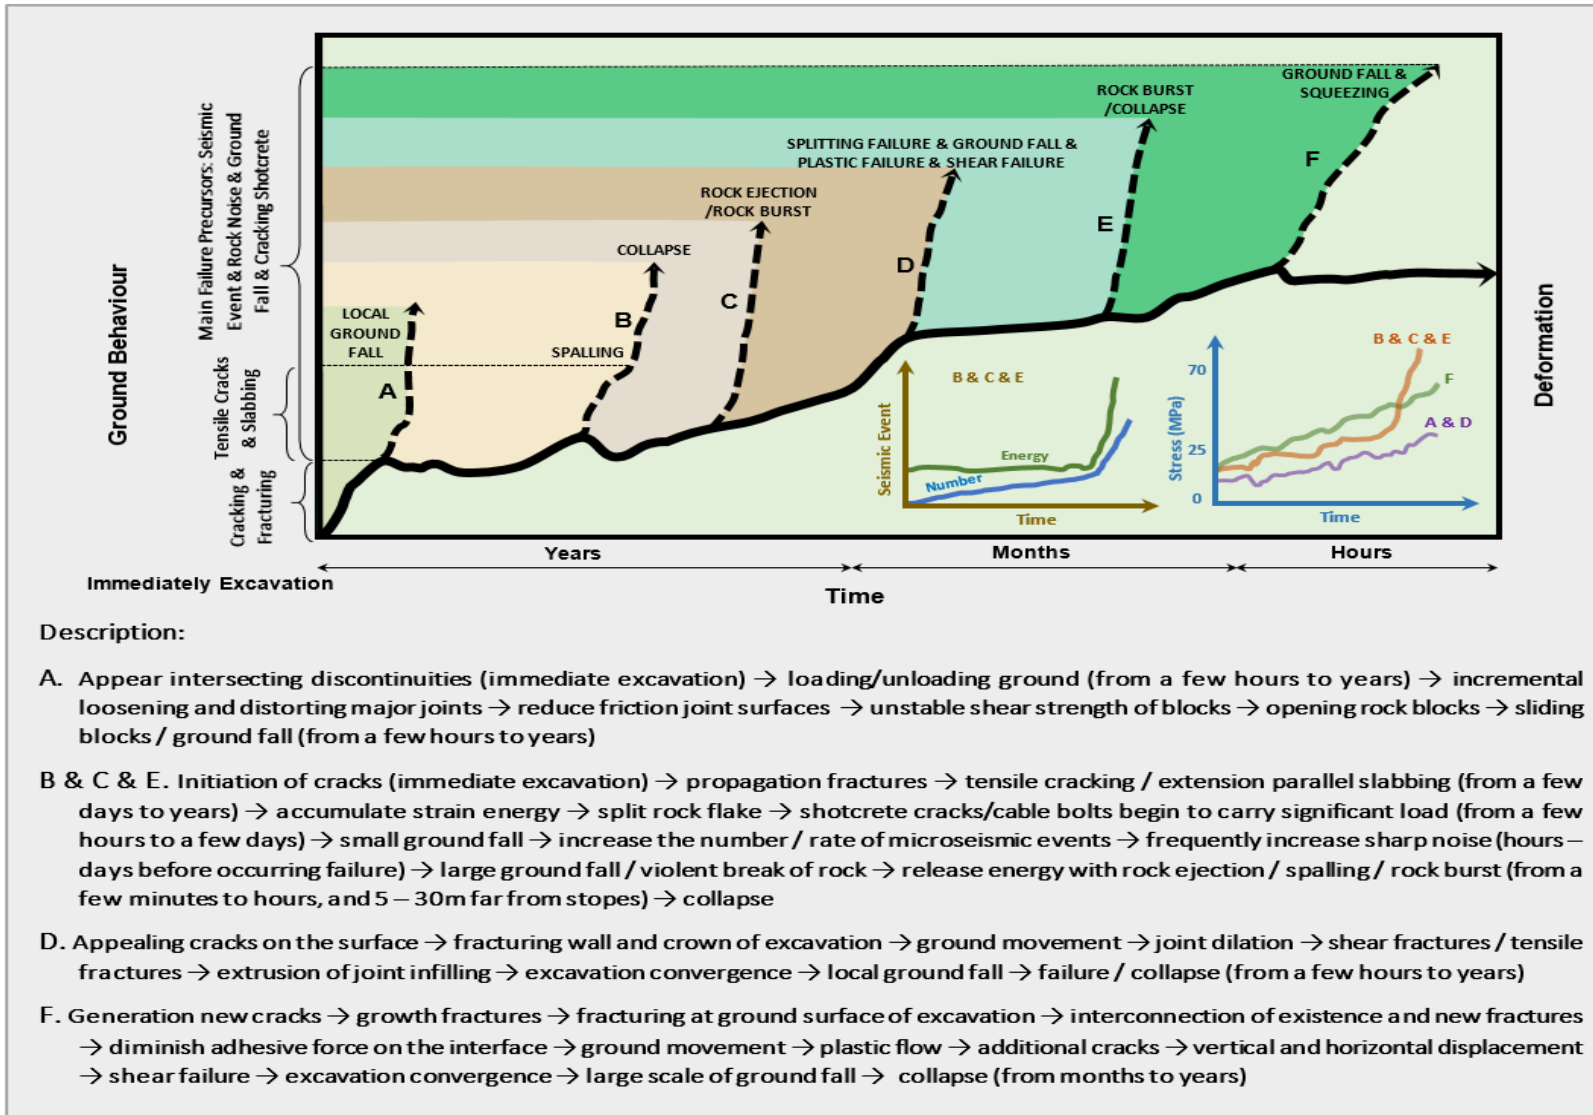 GROUND FALL &
SQUEEZING
ROCK BURST
/COLLAPSE
SPLITTING FAILURE & GROUND FALL &
PLASTIC FAILURE & SHEAR FAILURE
ROCK EJECTION
/ROCK BURST
COLLAPSE
LOCAL
GROUND
FALL
SPALLING
A
B
C
D
E
F
Ground Behaviour
Main Failure Precursors: Seismic
Event & Rock Noise & Ground
Fall & Cracking Shotcrete
Tensile Cracks
& Slabbing
Cracking &
Fracturing
Deformation
B & C & E
Seismic Event
Energy
Number
Time
B & C & E
F
A & D
Stress (MPa)
70
25
0
Time
Years
Months
Hours
Immediately Excavation
Time
Description:
A. Appear intersecting discontinuities (immediate excavation) → loading/unloading ground (from a few hours to years) → incremental
loosening and distorting major joints → reduce friction joint surfaces → unstable shear strength of blocks → opening rock blocks → sliding
blocks / ground fall (from a few hours to years)
B & C & E. Initiation of cracks (immediate excavation) → propagation fractures → tensile cracking / extension parallel slabbing (from a few
days to years) → accumulate strain energy → split rock flake → shotcrete cracks/cable bolts begin to carry significant load (from a few
hours to a few days) → small ground fall → increase the number / rate of microseismic events → frequently increase sharp noise (hours –
days before occurring failure) → large ground fall / violent break of rock → release energy with rock ejection / spalling / rock burst (from a
few minutes to hours, and 5 – 30m far from stopes) → collapse
D. Appealing cracks on the surface → fracturing wall and crown of excavation → ground movement → joint dilation → shear fractures / tensile
fractures → extrusion of joint infilling → excavation convergence → local ground fall → failure / collapse (from a few hours to years)
F. Generation new cracks → growth fractures → fracturing at ground surface of excavation → interconnection of existence and new fractures
→ diminish adhesive force on the interface → ground movement → plastic flow → additional cracks → vertical and horizontal displacement
→ shear failure → excavation convergence → large scale of ground fall → collapse (from months to years)